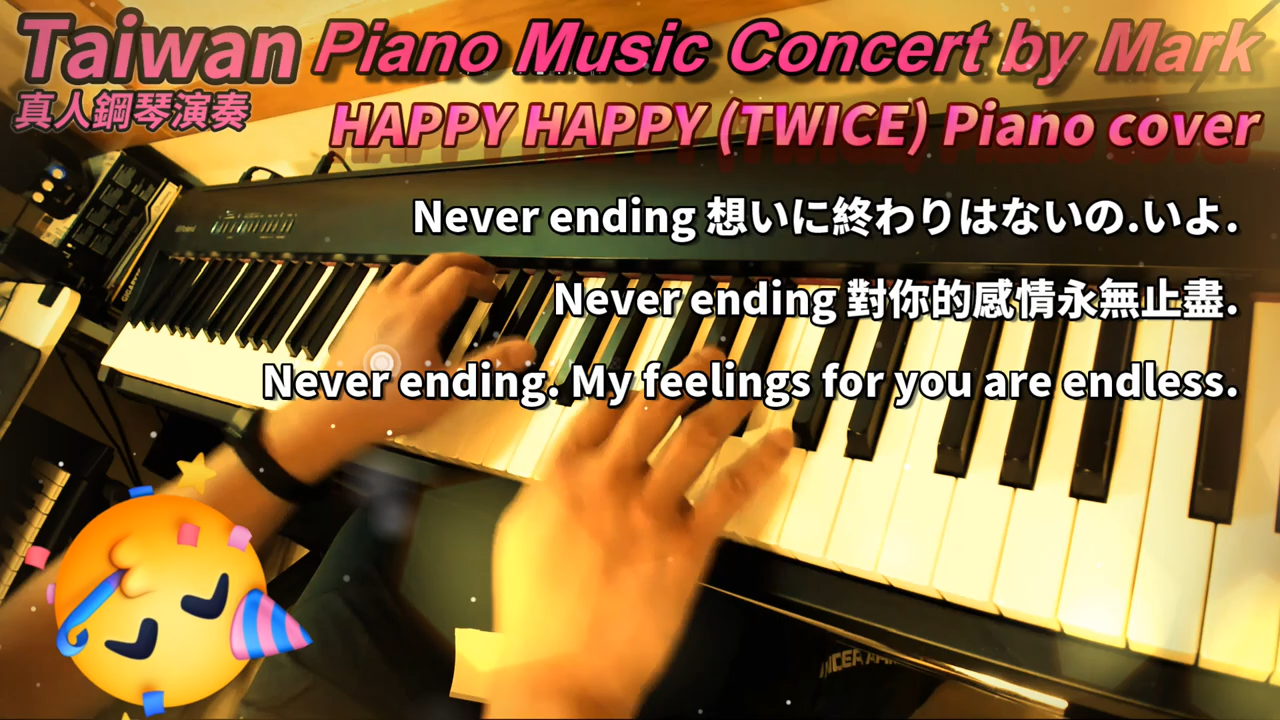 Taiwan Piano Music Concert by Mark
真人鋼琴演奏
HAPPY HAPPY (TWICE) Piano cover
Never ending 想いに終わりはないの.いよ.
Never ending 對你的感情永無止盡.
Never ending. My feelings for you are endless.
Roland